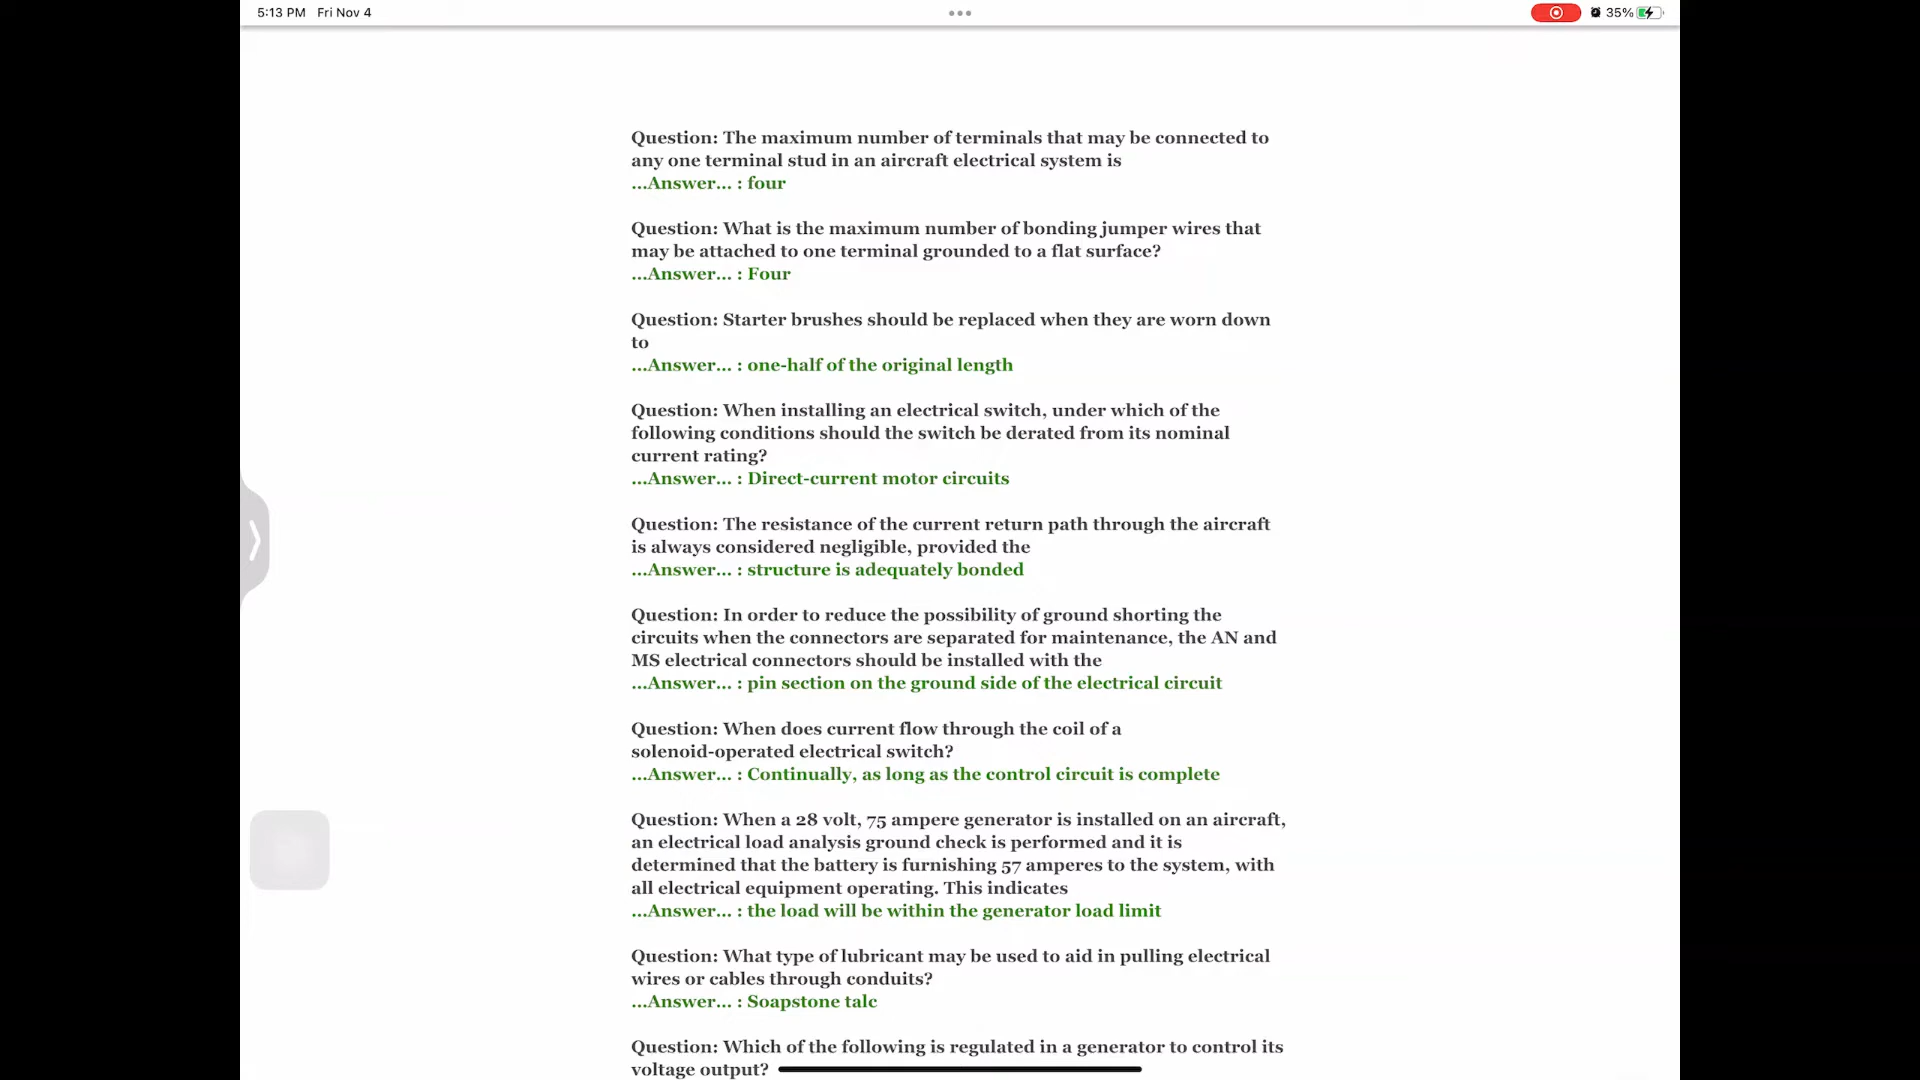 5:13 PM Fri Nov 4
35%
Question: The maximum number of terminals that may be connected to
any one terminal stud in an aircraft electrical system is
...Answer... : four
Question: What is the maximum number of bonding jumper wires that
may be attached to one terminal grounded to a flat surface?
...Answer... : Four
Question: Starter brushes should be replaced when they are worn down
to
...Answer... : one-half of the original length
Question: When installing an electrical switch, under which of the
following conditions should the switch be derated from its nominal
current rating?
...Answer... : Direct-current motor circuits
Question: The resistance of the current return path through the aircraft
is always considered negligible, provided the
...Answer... : structure is adequately bonded
Question: In order to reduce the possibility of ground shorting the
circuits when the connectors are separated for maintenance, the AN and
MS electrical connectors should be installed with the
...Answer... : pin section on the ground side of the electrical circuit
Question: When does current flow through the coil of a
solenoid-operated electrical switch?
...Answer... : Continually, as long as the control circuit is complete
Question: When a 28 volt, 75 ampere generator is installed on an aircraft,
an electrical load analysis ground check is performed and it is
determined that the battery is furnishing 57 amperes to the system, with
all electrical equipment operating. This indicates
...Answer... : the load will be within the generator load limit
Question: What type of lubricant may be used to aid in pulling electrical
wires or cables through conduits?
...Answer... : Soapstone talc
Question: Which of the following is regulated in a generator to control its
voltage output?